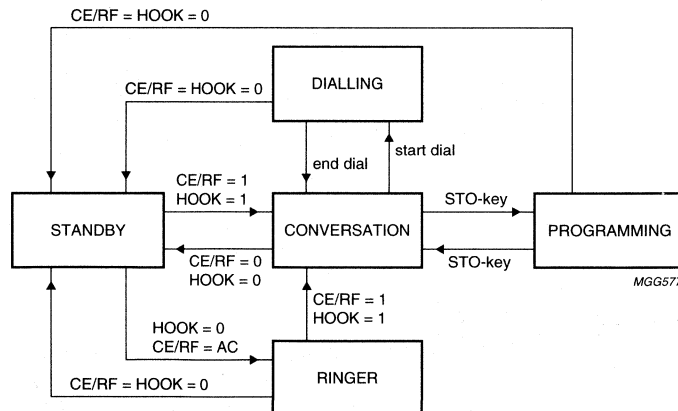 CE/RF = HOOK = 0
DIALLING
CE/RF = HOOK = 0
end dial
start dial
CE/RF = 1
HOOK = 1
STO-key
STANDBY
CONVERSATION
PROGRAMMING
CE/RF = 0
HOOK = 0
STO-key
MGG577
CE/RF = 1
HOOK = 1
HOOK = 0
CE/RF = AC
RINGER
CE/RF = HOOK = 0